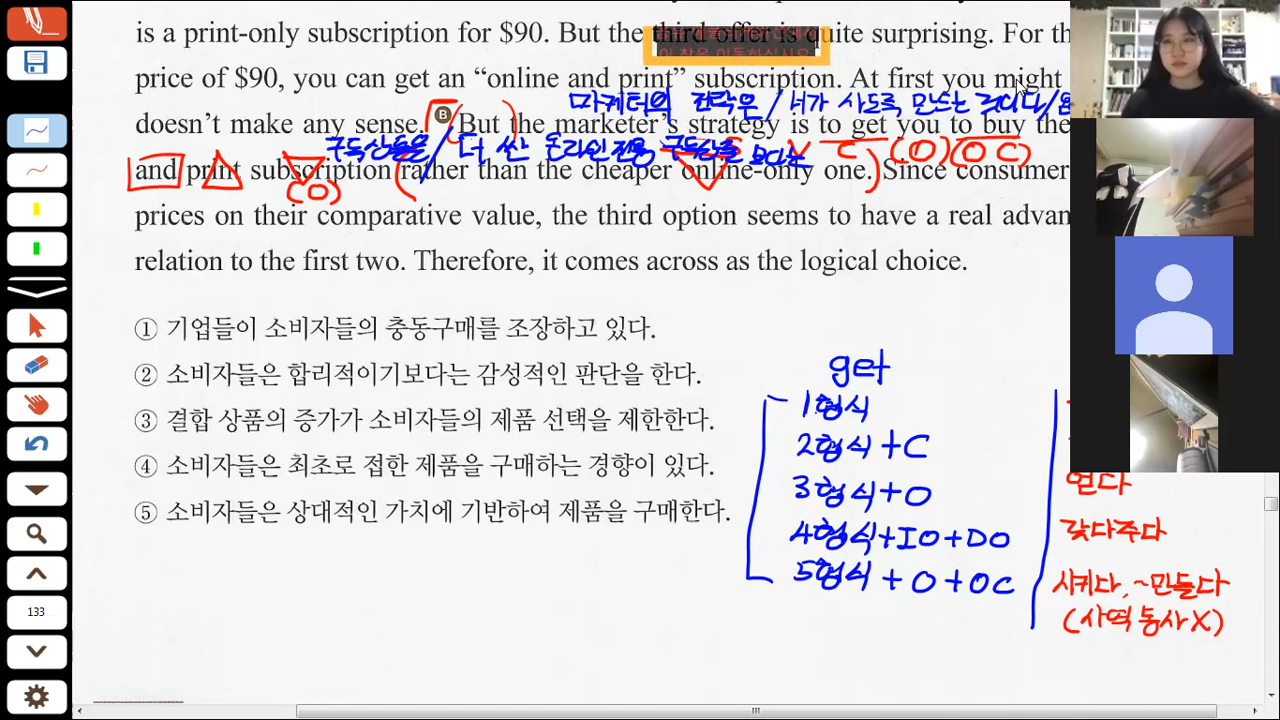 is a print-only subscription for $90. But the third offer is quite surprising. For th
price of $90, you can get an “online and print” subscription. At first you might
마케터의 전략은 / 너가 사도록 만드는 것이다/
doesn't make any sense. B But the marketer's strategy is to get you to buy the
구독상품을 / 더 싼 온라인 전용 구독상품 보다는 V C (O) (O C)
and print subscription rather than the cheaper online-only one. Since consumer
(O)
prices on their comparative value, the third option seems to have a real advan
relation to the first two. Therefore, it comes across as the logical choice.
① 기업들이 소비자들의 충동구매를 조장하고 있다.
② 소비자들은 합리적이기보다는 감성적인 판단을 한다.
③ 결합 상품의 증가가 소비자들의 제품 선택을 제한한다.
④ 소비자들은 최초로 접한 제품을 구매하는 경향이 있다.
⑤ 소비자들은 상대적인 가치에 기반하여 제품을 구매한다.
get
1형식
2형식 + C
3형식 + O
4형식 + IO + DO
5형식 + O + OC
얻다
갖다주다
시키다, ~만들다
(사역동사X)
133